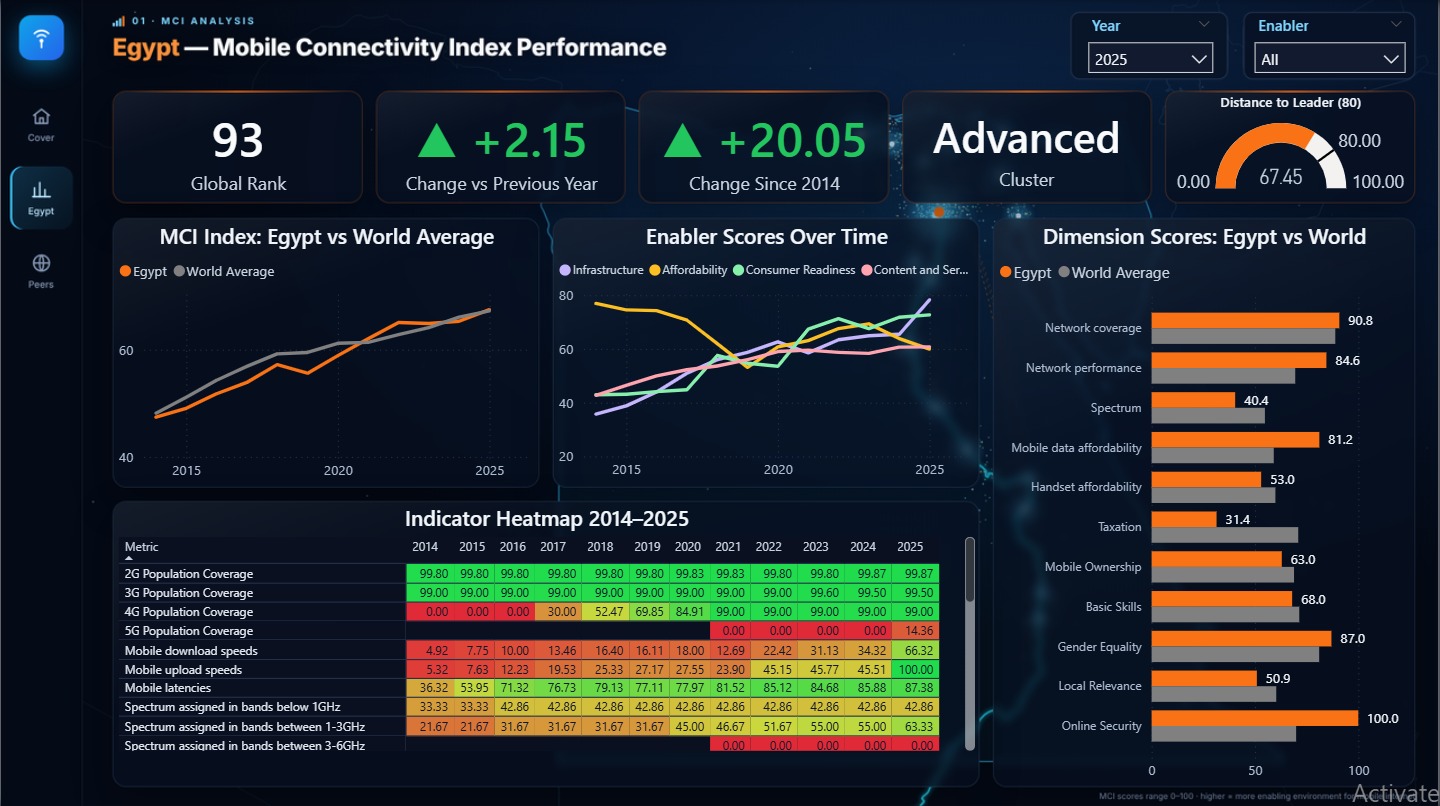 01 · MCI ANALYSIS
Egypt — Mobile Connectivity Index Performance
Year
2025
Enabler
All
Cover
Egypt
Peers
93
Global Rank
+2.15
Change vs Previous Year
+20.05
Change Since 2014
Advanced
Cluster
Distance to Leader (80)
80.00
0.00 67.45 100.00
MCI Index: Egypt vs World Average
Egypt World Average
60
40
2015 2020 2025
Enabler Scores Over Time
Infrastructure Affordability Consumer Readiness Content and Ser...
80
60
40
20
2015 2020 2025
Dimension Scores: Egypt vs World
Egypt World Average
Network coverage 90.8
Network performance 84.6
Spectrum 40.4
Mobile data affordability 81.2
Handset affordability 53.0
Taxation 31.4
Mobile Ownership 63.0
Basic Skills 68.0
Gender Equality 87.0
Local Relevance 50.9
Online Security 100.0
0 50 100
Indicator Heatmap 2014–2025
Metric 2014 2015 2016 2017 2018 2019 2020 2021 2022 2023 2024 2025
2G Population Coverage 99.80 99.80 99.80 99.80 99.80 99.80 99.83 99.83 99.80 99.80 99.87 99.87
3G Population Coverage 99.00 99.00 99.00 99.00 99.00 99.00 99.00 99.00 99.00 99.60 99.50 99.50
4G Population Coverage 0.00 0.00 0.00 30.00 52.47 69.85 84.91 99.00 99.00 99.00 99.00 99.00
5G Population Coverage 0.00 0.00 0.00 0.00 14.36
Mobile download speeds 4.92 7.75 10.00 13.46 16.40 16.11 18.00 12.69 22.42 31.13 34.32 66.32
Mobile upload speeds 5.32 7.63 12.23 19.53 25.33 27.17 27.55 23.90 45.15 45.77 45.51 100.00
Mobile latencies 36.32 53.95 71.32 76.73 79.13 77.11 77.97 81.52 85.12 84.68 85.88 87.38
Spectrum assigned in bands below 1GHz 33.33 33.33 42.86 42.86 42.86 42.86 42.86 42.86 42.86 42.86 42.86 42.86
Spectrum assigned in bands between 1-3GHz 21.67 21.67 31.67 31.67 31.67 31.67 45.00 46.67 51.67 55.00 55.00 63.33
Spectrum assigned in bands between 3-6GHz 0.00 0.00 0.00 0.00 0.00
MCI scores range 0–100 · higher = more enabling environment for mobile
Activate